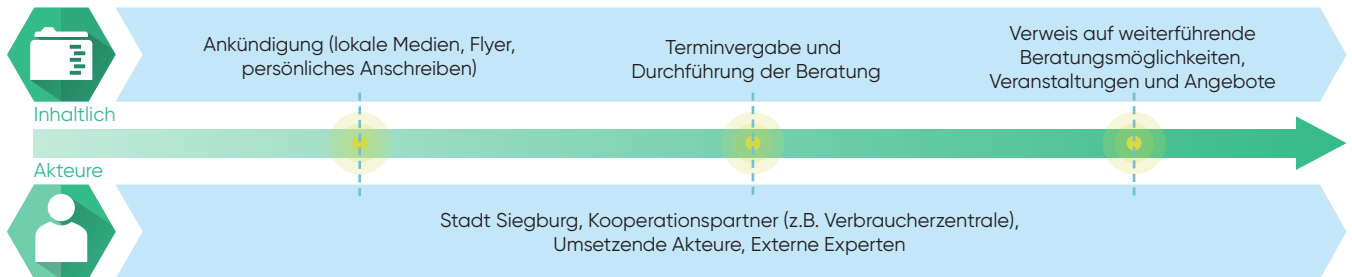 Ankündigung (lokale Medien, Flyer,
persönliches Anschreiben)
Terminvergabe und
Durchführung der Beratung
Verweis auf weiterführende
Beratungsmöglichkeiten,
Veranstaltungen und Angebote
Inhaltlich
Akteure
Stadt Siegburg, Kooperationspartner (z.B. Verbraucherzentrale),
Umsetzende Akteure, Externe Experten